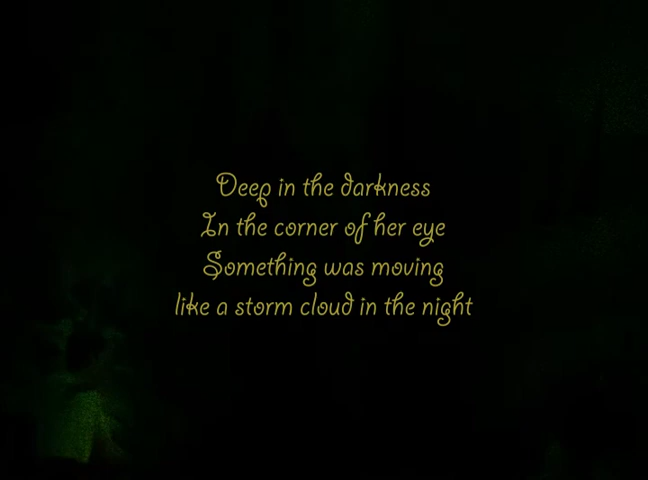 Deep in the darkness
In the corner of her eye
Something was moving
like a storm cloud in the night